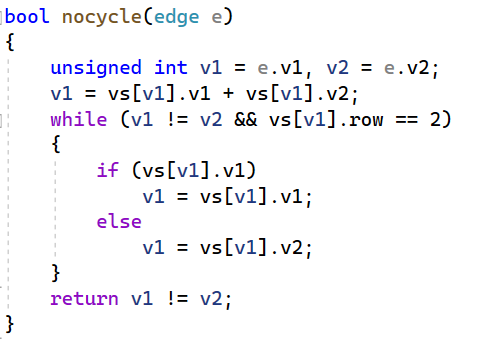 bool nocycle(edge e)
{
    unsigned int v1 = e.v1, v2 = e.v2;
    v1 = vs[v1].v1 + vs[v1].v2;
    while (v1 != v2 && vs[v1].row == 2)
    {
        if (vs[v1].v1)
            v1 = vs[v1].v1;
        else
            v1 = vs[v1].v2;
    }
    return v1 != v2;
}